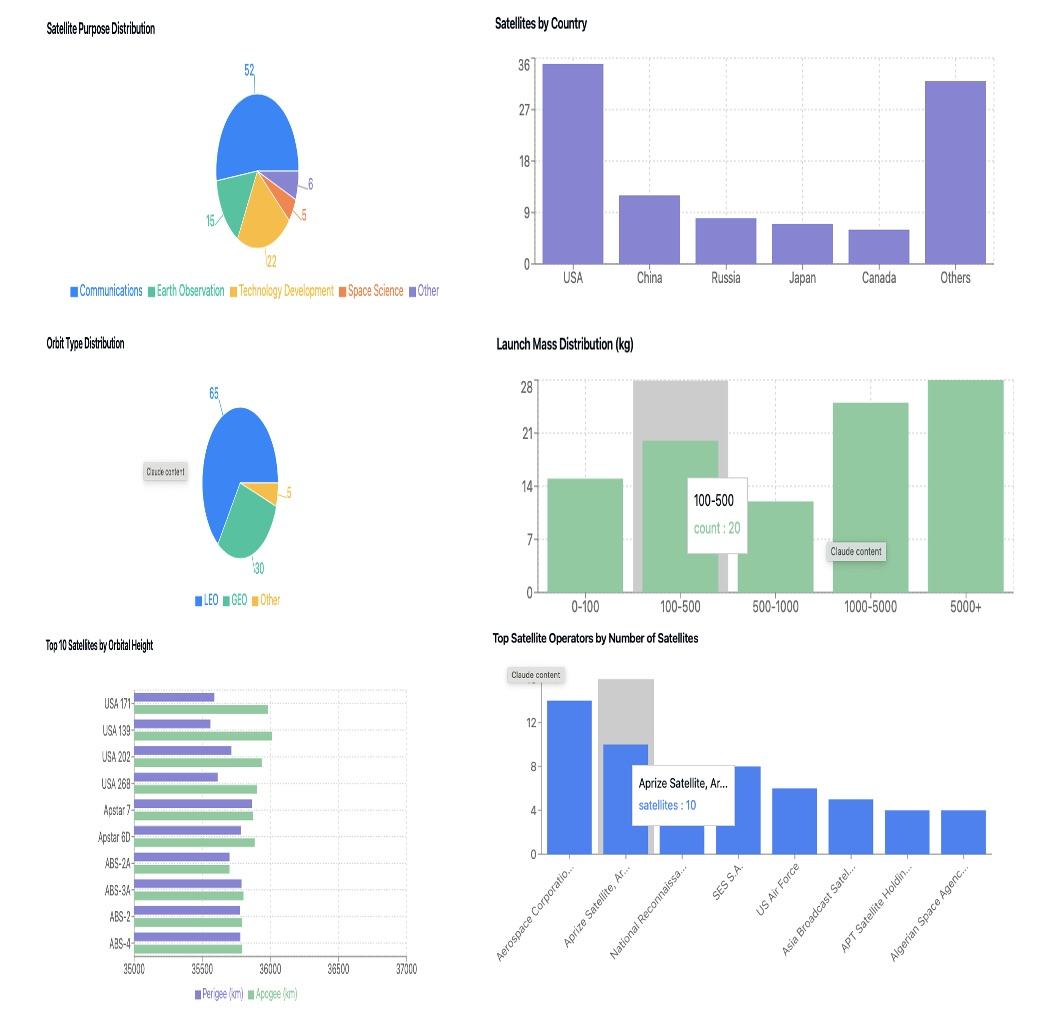 Satellite Purpose Distribution
52
6
5
15
22
Communications Earth Observation Technology Development Space Science Other
Satellites by Country
36
27
18
9
0
USA China Russia Japan Canada Others
Orbit Type Distribution
65
Claude content
5
30
LEO GEO Other
Launch Mass Distribution (kg)
28
21
14
7
0
100-500
count : 20
Claude content
0-100 100-500 500-1000 1000-5000 5000+
Top 10 Satellites by Orbital Height
USA 171
USA 139
USA 202
USA 268
Apstar 7
Apstar 6D
ABS-2A
ABS-3A
ABS-2
ABS-4
35000 35500 36000 36500 37000
Perigee (km) Apogee (km)
Top Satellite Operators by Number of Satellites
Claude content
12
8
4
0
Aprize Satellite, Ar...
satellites : 10
Aerospace Corporatio...
Aprize Satellite, Ar...
National Reconnaissa...
SES S.A.
US Air Force
Asia Broadcast Satel...
APT Satellite Holdin...
Algerian Space Agenc...